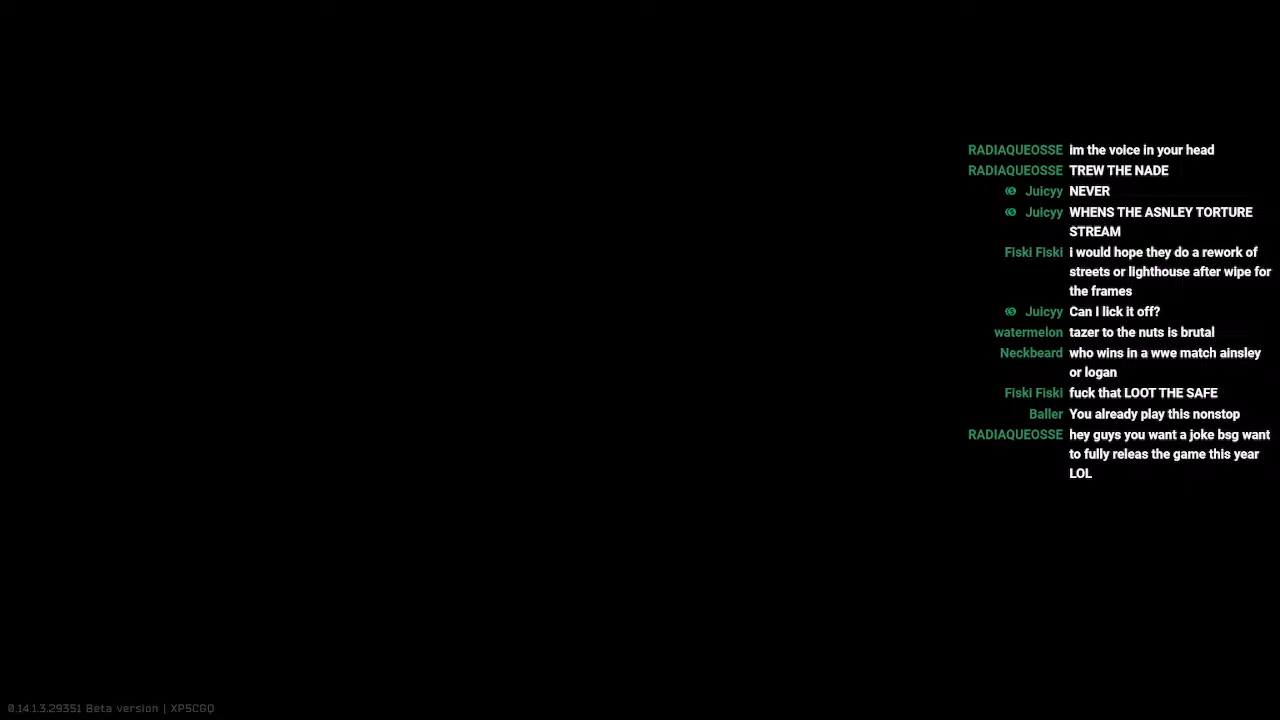 RADIAQUEOSSE im the voice in your head
RADIAQUEOSSE TREW THE NADE
Juicyy NEVER
Juicyy WHENS THE ASNLEY TORTURE
STREAM
Fiski Fiski i would hope they do a rework of
streets or lighthouse after wipe for
the frames
Juicyy Can I lick it off?
watermelon tazer to the nuts is brutal
Neckbeard who wins in a wwe match ainsley
or logan
Fiski Fiski fuck that LOOT THE SAFE
Baller You already play this nonstop
RADIAQUEOSSE hey guys you want a joke bsg want
to fully releas the game this year
LOL
0.14.1.3.29351 Beta version | XP5CGQ